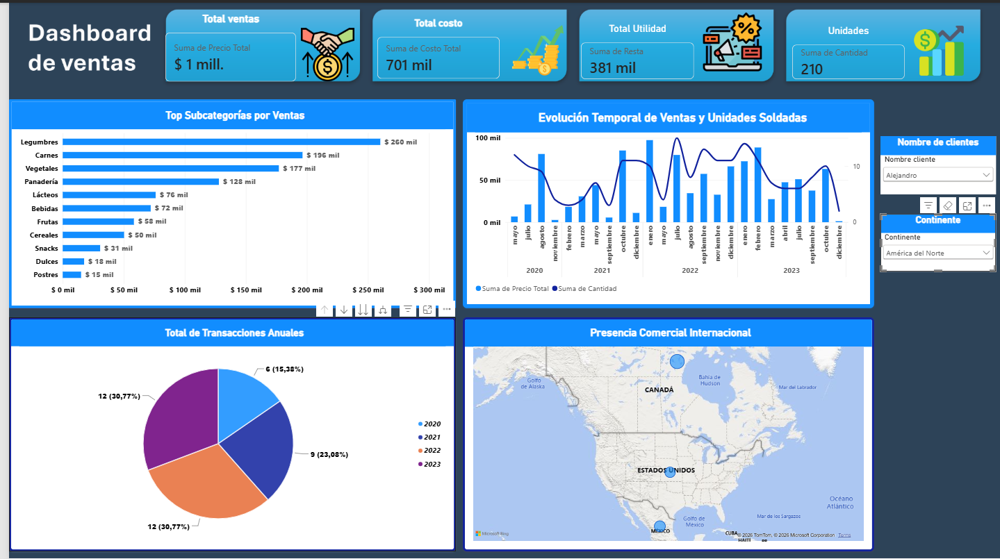 Dashboard
de ventas
Total ventas
Suma de Precio Total
$ 1 mill.
Total costo
Suma de Costo Total
701 mil
Total Utilidad
Suma de Resta
381 mil
Unidades
Suma de Cantidad
210
Top Subcategorías por Ventas
Legumbres $ 260 mil
Carnes $ 196 mil
Vegetales $ 177 mil
Panadería $ 128 mil
Lácteos $ 76 mil
Bebidas $ 72 mil
Frutas $ 58 mil
Cereales $ 50 mil
Snacks $ 31 mil
Dulces $ 18 mil
Postres $ 15 mil
$ 0 mil $ 50 mil $ 100 mil $ 150 mil $ 200 mil $ 250 mil $ 300 mil
Evolución Temporal de Ventas y Unidades Soldadas
100 mil
50 mil 10
0 mil 0
mayo julio agosto noviembre febrero marzo mayo septiembre octubre diciembre enero mayo julio agosto septiembre noviembre diciembre enero febrero marzo abril julio septiembre octubre diciembre
2020 2021 2022 2023
Suma de Precio Total Suma de Cantidad
Nombre de clientes
Nombre cliente
Alejandro
Continente
Continente
América del Norte
Total de Transacciones Anuales
6 (15,38%)
12 (30,77%)
9 (23,08%)
12 (30,77%)
2020
2021
2022
2023
Presencia Comercial Internacional
Golfo
de Alaska
Bahía de
Hudson
Mar del Labrador
CANADÁ
ESTADOS UNIDOS
Océano
Atlántico
Golfo de
México
Mar de los Sargazos
MÉXICO
CUBA
HAITÍ PR
Microsoft Bing
© 2026 TomTom, © 2026 Microsoft Corporation Terms